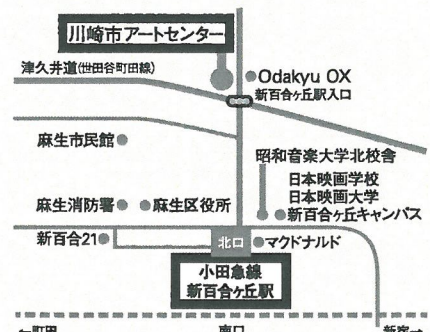 川崎市アートセンター
津久井道(世田谷町田線)
Odakyu OX
新百合ヶ丘駅入口
麻生市民館
昭和音楽大学北校舎
日本映画学校
日本映画大学
新百合ヶ丘キャンパス
麻生消防署
麻生区役所
新百合21
北口
マクドナルド
小田急線
新百合ヶ丘駅
←町田
南口
新宿→